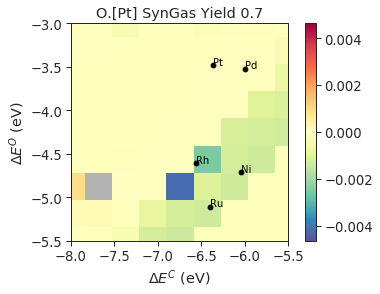 O.[Pt] SynGas Yield 0.7
−3.0
−3.5
−4.0
−4.5
−5.0
−5.5
ΔE^O (eV)
−8.0 −7.5 −7.0 −6.5 −6.0 −5.5
ΔE^C (eV)
Pt
Pd
Rh
Ni
Ru
0.004
0.002
0.000
−0.002
−0.004